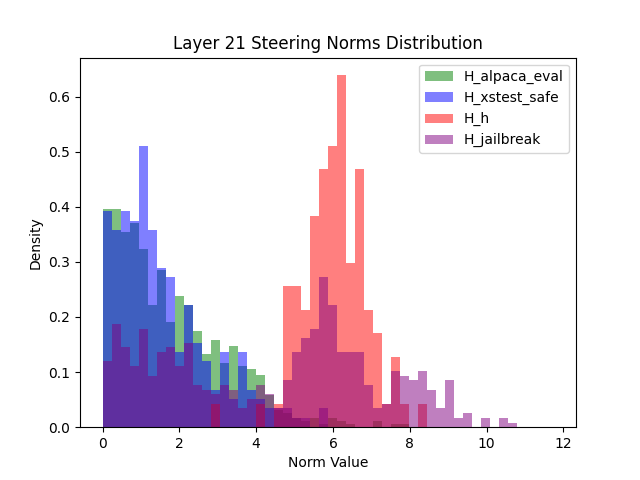 Layer 21 Steering Norms Distribution
H_alpaca_eval
H_xstest_safe
H_h
H_jailbreak
Density
0.6
0.5
0.4
0.3
0.2
0.1
0.0
0 2 4 6 8 10 12
Norm Value